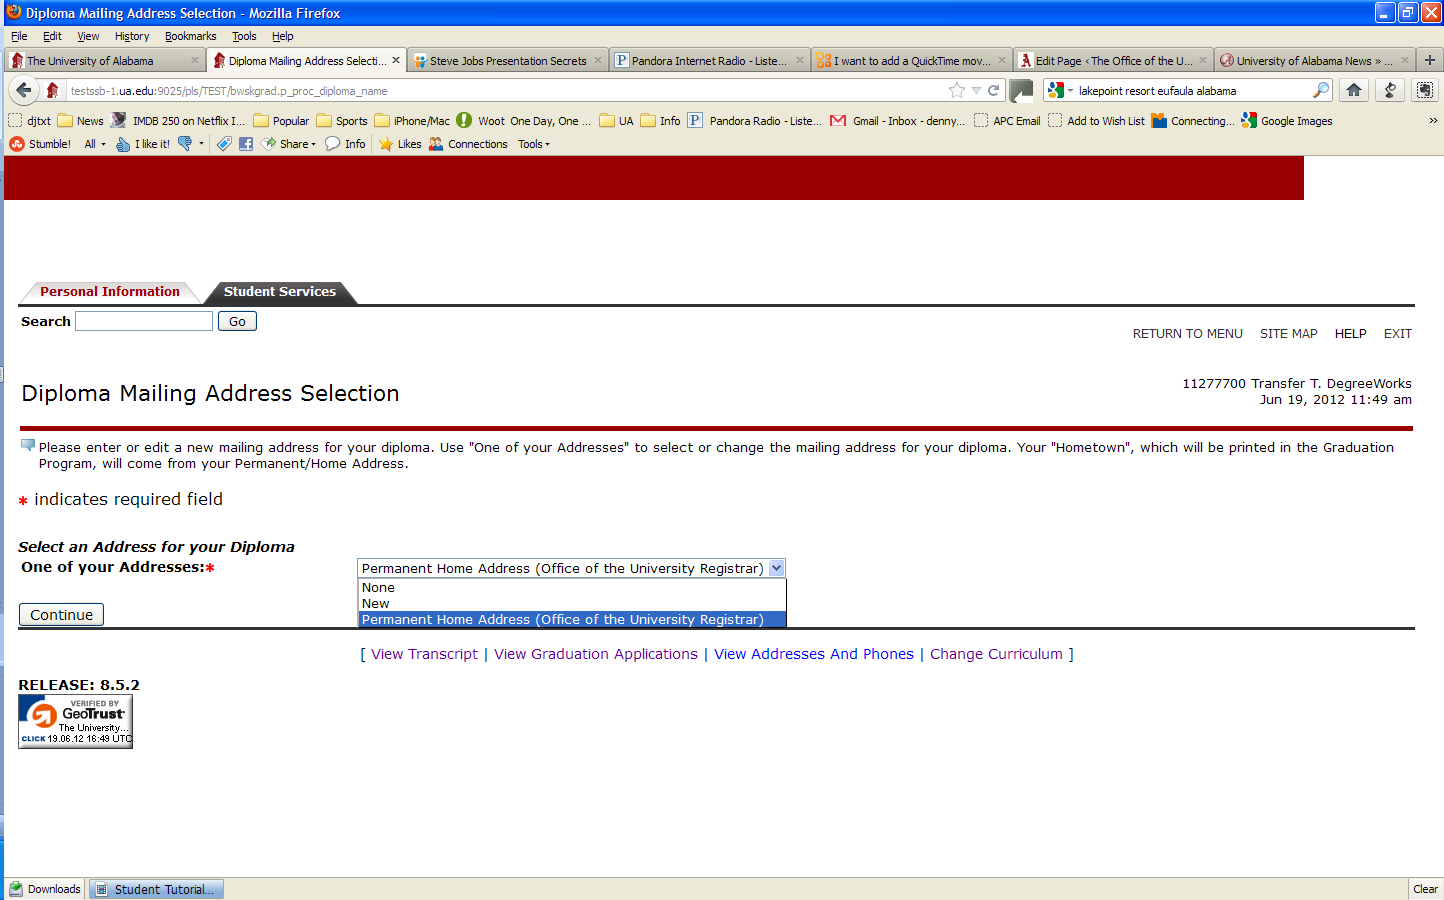 Diploma Mailing Address Selection - Mozilla Firefox
File Edit View History Bookmarks Tools Help
The University of Alabama Diploma Mailing Address Selecti... Steve Jobs Presentation Secrets Pandora Internet Radio - Liste... I want to add a QuickTime mov... Edit Page ‹ The Office of the U... University of Alabama News » ...
testssb-1.ua.edu:9025/pls/TEST/bwskgrad.p_proc_diploma_name lakepoint resort eufaula alabama
djtxt News IMDB 250 on Netflix I... Popular Sports iPhone/Mac Woot One Day, One ... UA Info Pandora Radio - Liste... Gmail - Inbox - denny... APC Email Add to Wish List Connecting... Google Images »
Stumble! All I like it! Share Info Likes Connections Tools
Personal Information Student Services
Search Go
RETURN TO MENU SITE MAP HELP EXIT
Diploma Mailing Address Selection
11277700 Transfer T. DegreeWorks
Jun 19, 2012 11:49 am
Please enter or edit a new mailing address for your diploma. Use "One of your Addresses" to select or change the mailing address for your diploma. Your "Hometown", which will be printed in the Graduation
Program, will come from your Permanent/Home Address.
* indicates required field
Select an Address for your Diploma
One of your Addresses:* Permanent Home Address (Office of the University Registrar)
None
New
Permanent Home Address (Office of the University Registrar)
Continue
[ View Transcript | View Graduation Applications | View Addresses And Phones | Change Curriculum ]
RELEASE: 8.5.2
VERIFIED BY
GeoTrust
The University...
CLICK 19.06.12 16:49 UTC
Downloads Student Tutorial... Clear